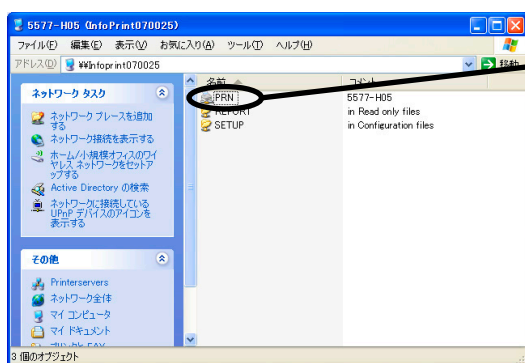 5577-H05 (InfoPrint070025)
ファイル(F) 編集(E) 表示(V) お気に入り(A) ツール(T) ヘルプ(H)
アドレス(D) ¥¥Infoprint070025 移動
名前 コメント
PRN 5577-H05
REPORT in Read only files
SETUP in Configuration files
ネットワーク タスク
ネットワーク プレースを追加
する
ネットワーク接続を表示する
ホーム/小規模オフィスのワイ
ヤレス ネットワークをセットア
ップする
Active Directory の検索
ネットワークに接続している
UPnP デバイスのアイコンを
表示する
その他
Printerservers
ネットワーク全体
マイ コンピュータ
マイ ドキュメント
3 個のオブジェクト